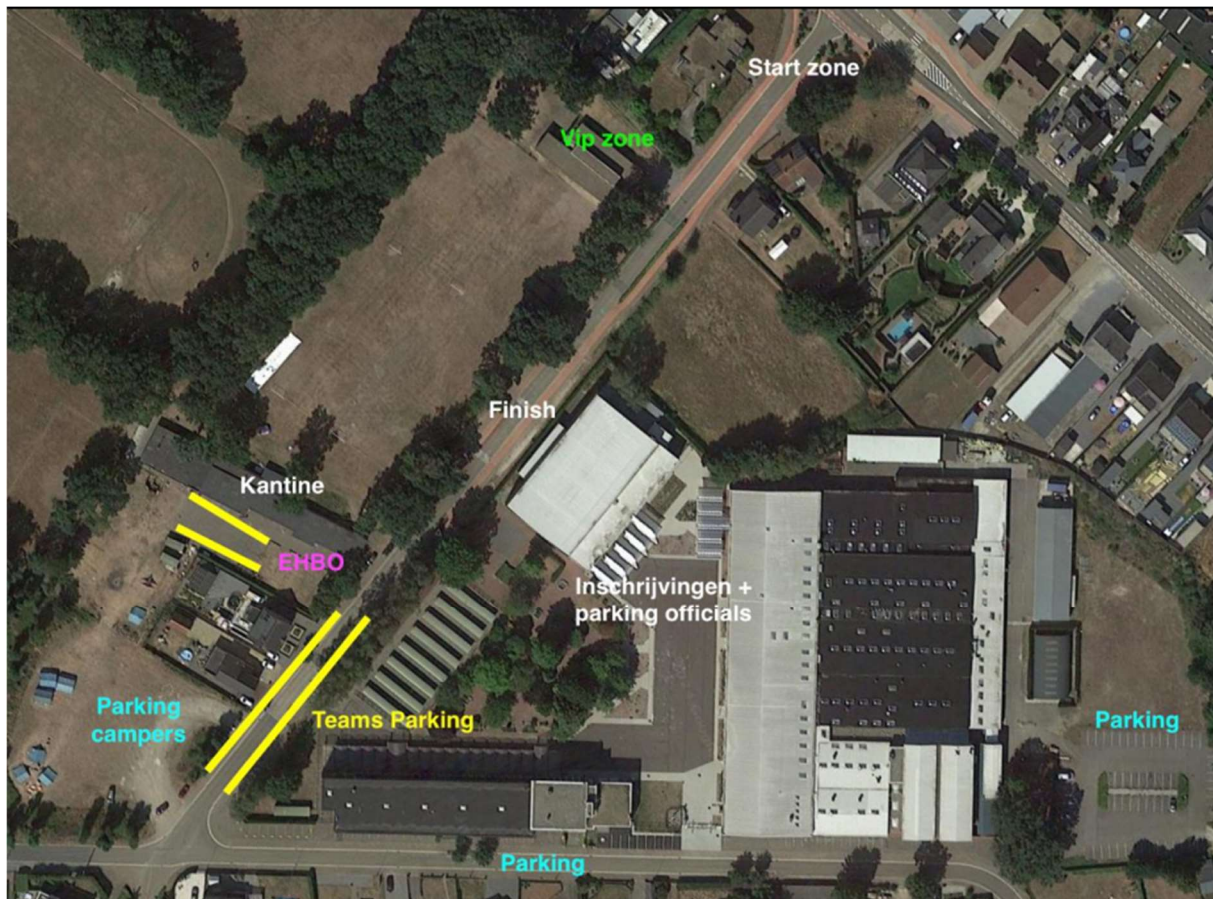 Start zone
Vip zone
Finish
Kantine
EHBO
Inschrijvingen +
parking officials
Parking
campers
Teams Parking
Parking
Parking